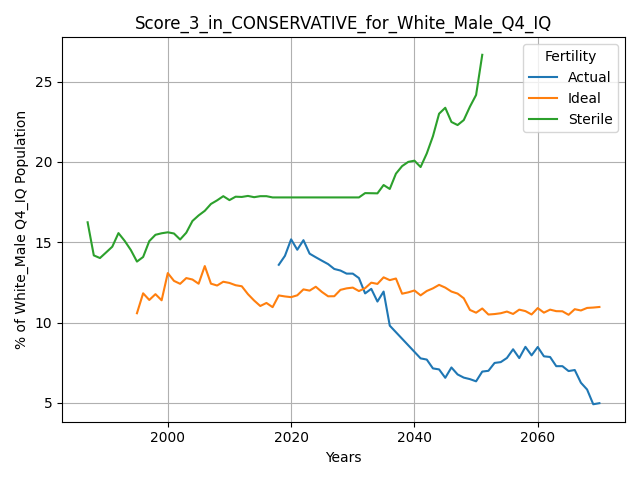 Score_3_in_CONSERVATIVE_for_White_Male_Q4_IQ
Fertility
Actual
Ideal
Sterile
% of White_Male Q4_IQ Population
25
20
15
10
5
2000 2020 2040 2060
Years